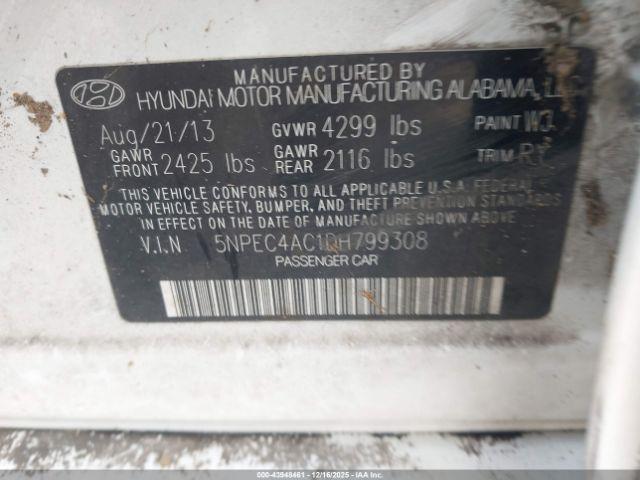 MANUFACTURED BY
HYUNDAI MOTOR MANUFACTURING ALABAMA, LLC
Aug/21/13 GVWR 4299 lbs PAINT W3
GAWR FRONT 2425 lbs GAWR REAR 2116 lbs TRIM RY
THIS VEHICLE CONFORMS TO ALL APPLICABLE U.S.A. FEDERAL
MOTOR VEHICLE SAFETY, BUMPER, AND THEFT PREVENTION STANDARDS
IN EFFECT ON THE DATE OF MANUFACTURE SHOWN ABOVE.
V.I.N 5NPEC4AC1DH799308
PASSENGER CAR
000-43948461 - 12/16/2025 - IAAI